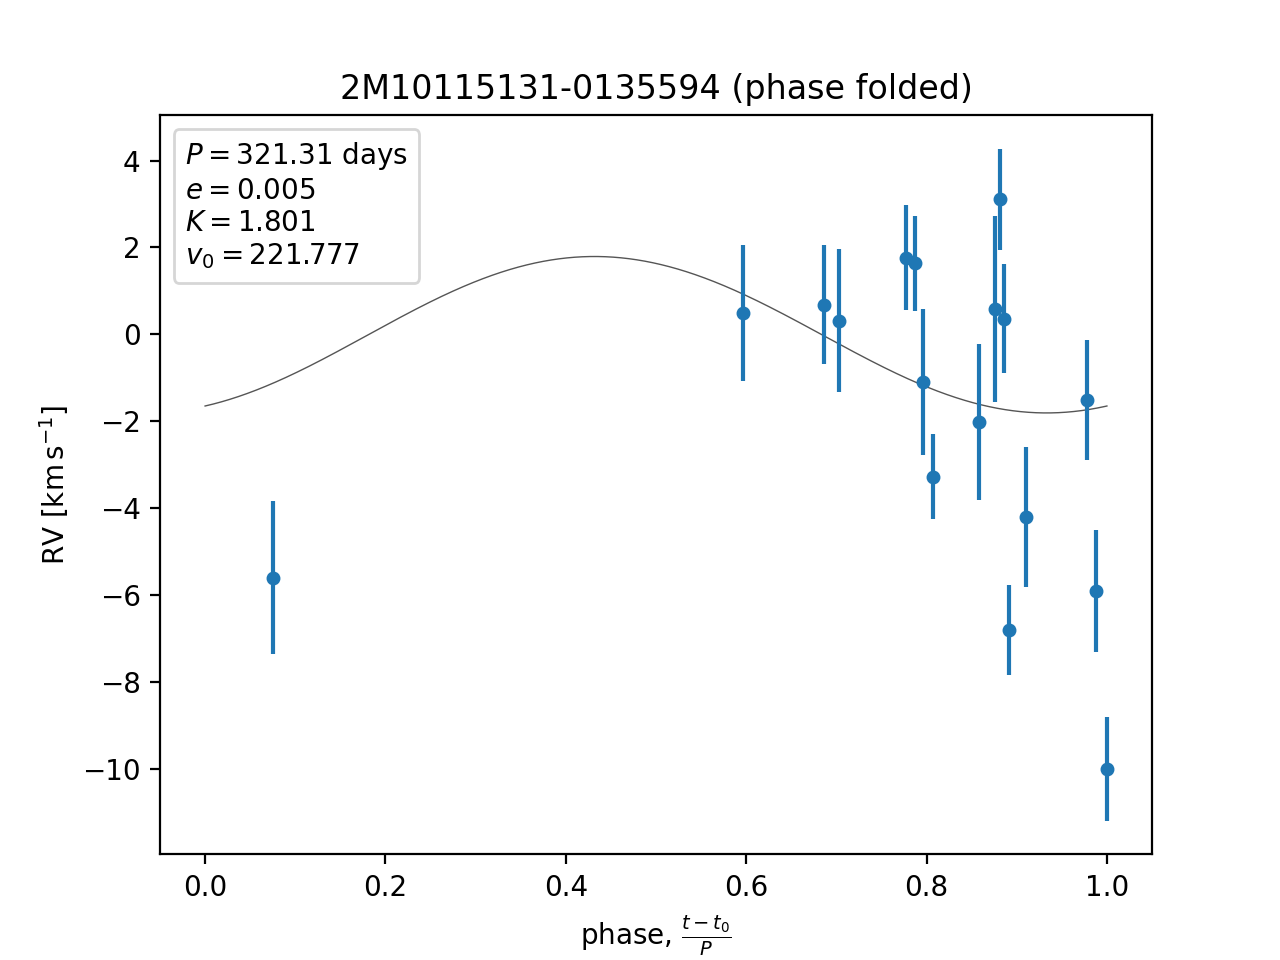 2M10115131-0135594 (phase folded)
P = 321.31 days
e = 0.005
K = 1.801
v₀ = 221.777
4
2
0
−2
−4
−6
−8
−10
RV [km s⁻¹]
0.0 0.2 0.4 0.6 0.8 1.0
phase, (t − t₀)/P